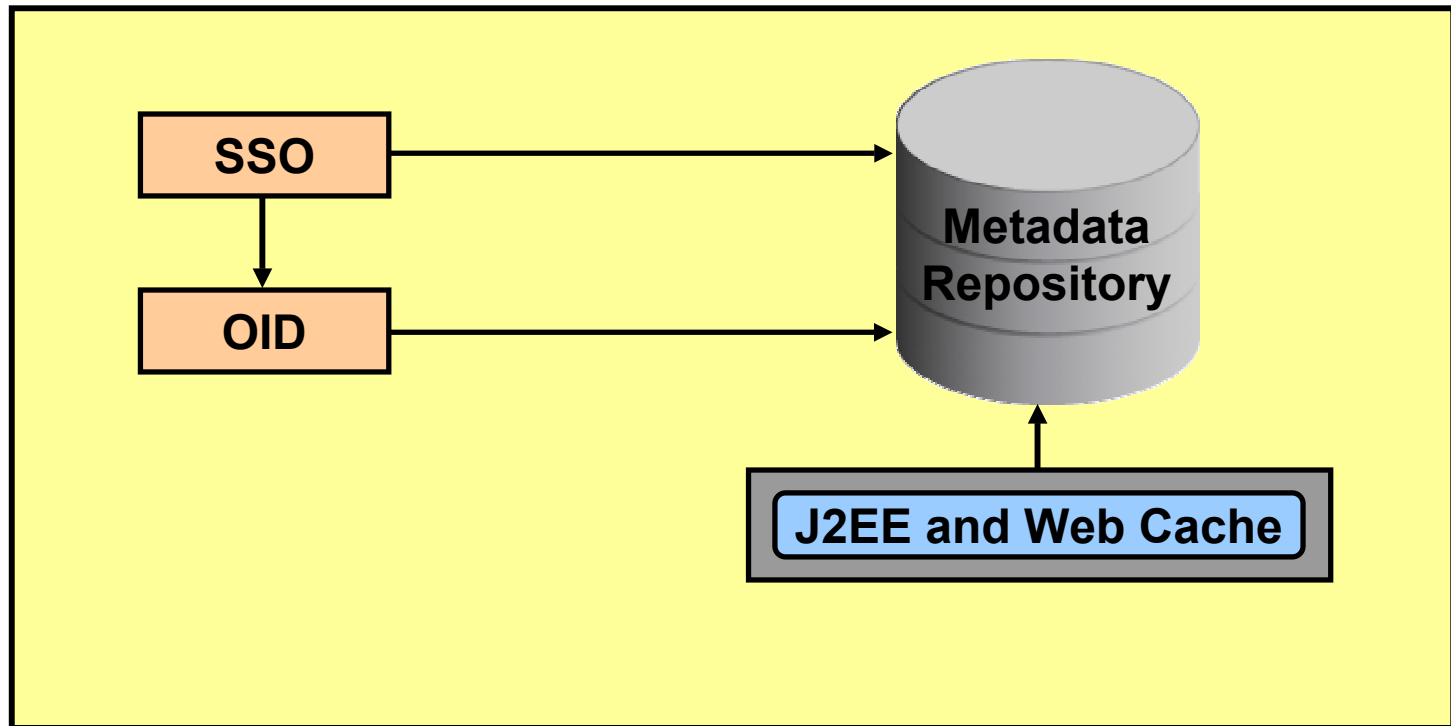 SSO
OID
Metadata
Repository
J2EE and Web Cache